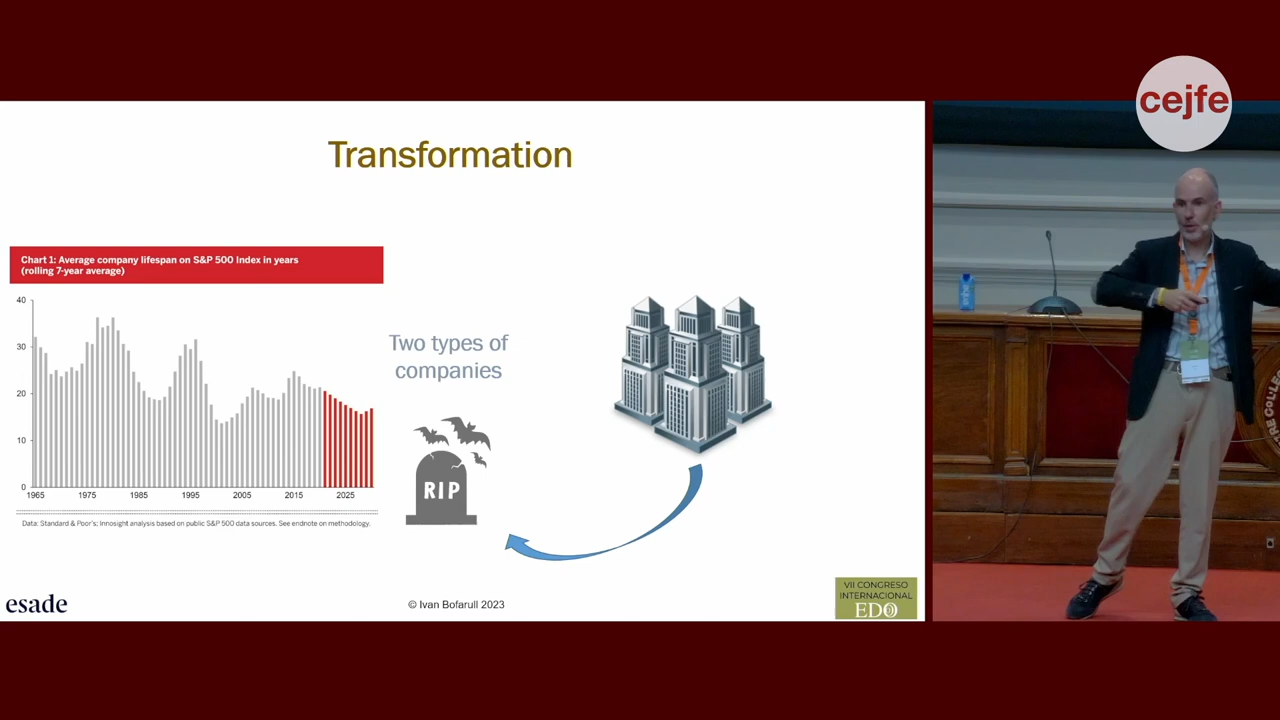 cejfe
Transformation
Chart 1: Average company lifespan on S&P 500 Index in years
(rolling 7-year average)
40
30
20
10
0
1965
1975
1985
1995
2005
2015
2025
Data: Standard & Poor's; Innosight analysis based on public S&P 500 data sources. See endnote on methodology.
Two types of
companies
RIP
esade
© Ivan Bofarull 2023
VII CONGRESO
INTERNACIONAL
EDO